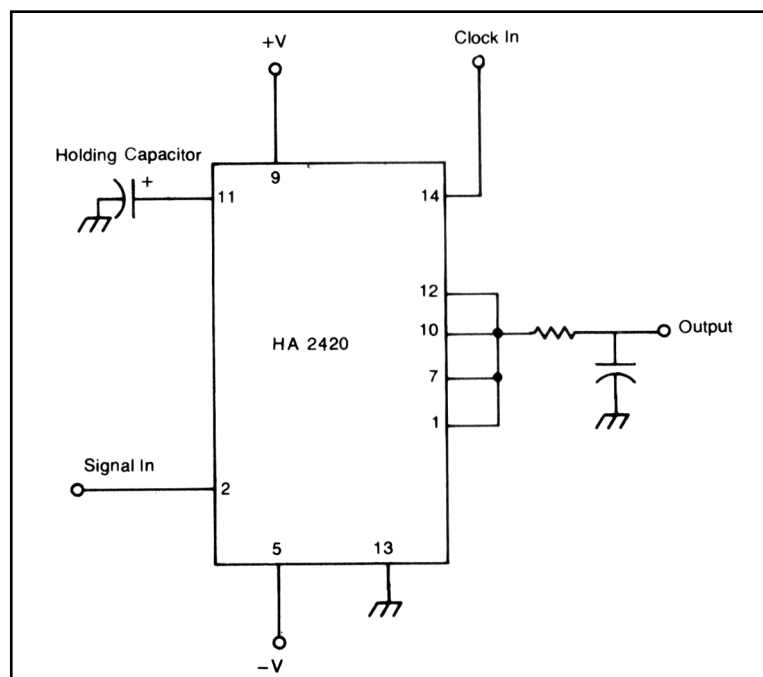 +V
Clock In
Holding Capacitor
+
9
11
14
12
10
HA 2420
Output
7
1
Signal In
2
5
13
−V